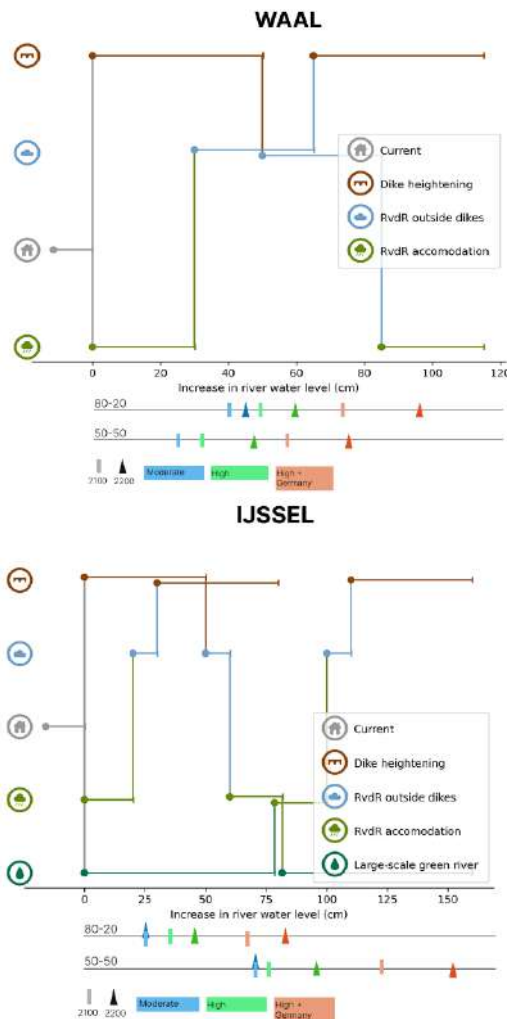 WAAL
Current
Dike heightening
RvdR outside dikes
RvdR accomodation
0 20 40 60 80 100 120
Increase in river water level (cm)
80-20
50-50
2100 2200 Moderate High High + Germany
IJSSEL
Current
Dike heightening
RvdR outside dikes
RvdR accomodation
Large-scale green river
0 25 50 75 100 125 150
Increase in river water level (cm)
80-20
50-50
2100 2200 Moderate High High + Germany